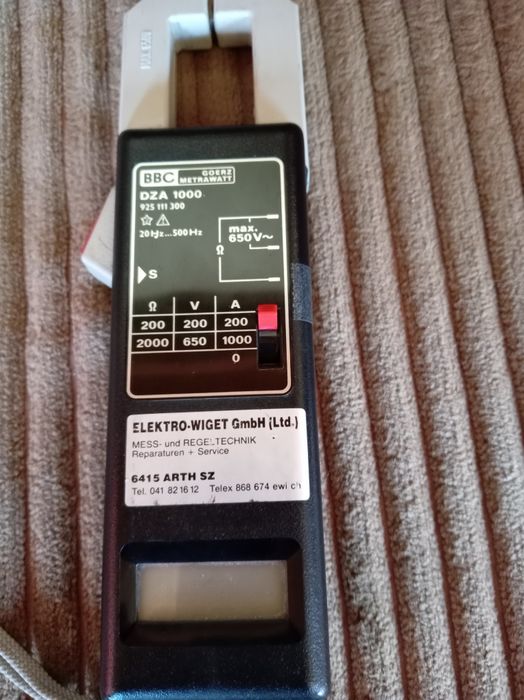 BBC GOERZ METRAWATT
DZA 1000
925 111 300
20 Hz...500 Hz
max.
650 V~
Ω
S
Ω V A
200 200 200
2000 650 1000
0
ELEKTRO-WIGET GmbH (Ltd.)
MESS- und REGELTECHNIK
Reparaturen + Service
6415 ARTH SZ
Tel. 041 82 16 12 Telex 868 674 ewi ch